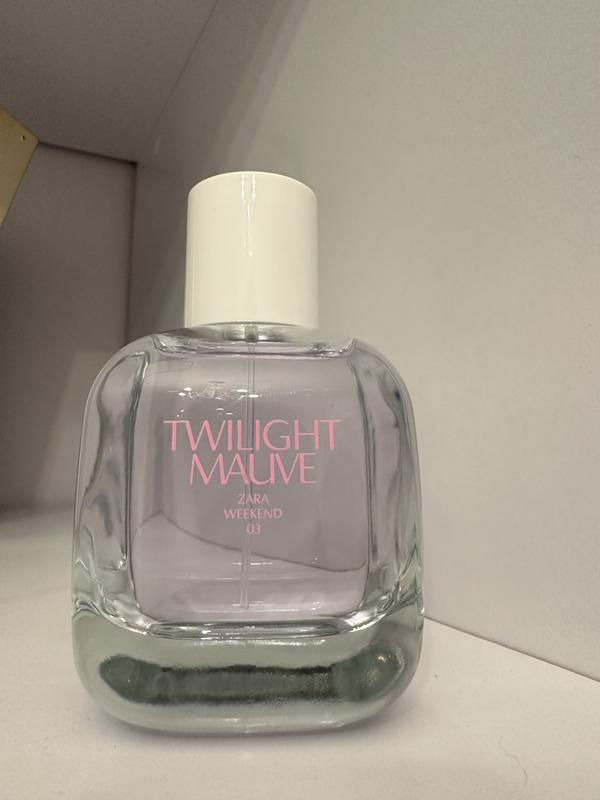 TWILIGHT
MAUVE
ZARA
WEEKEND
03